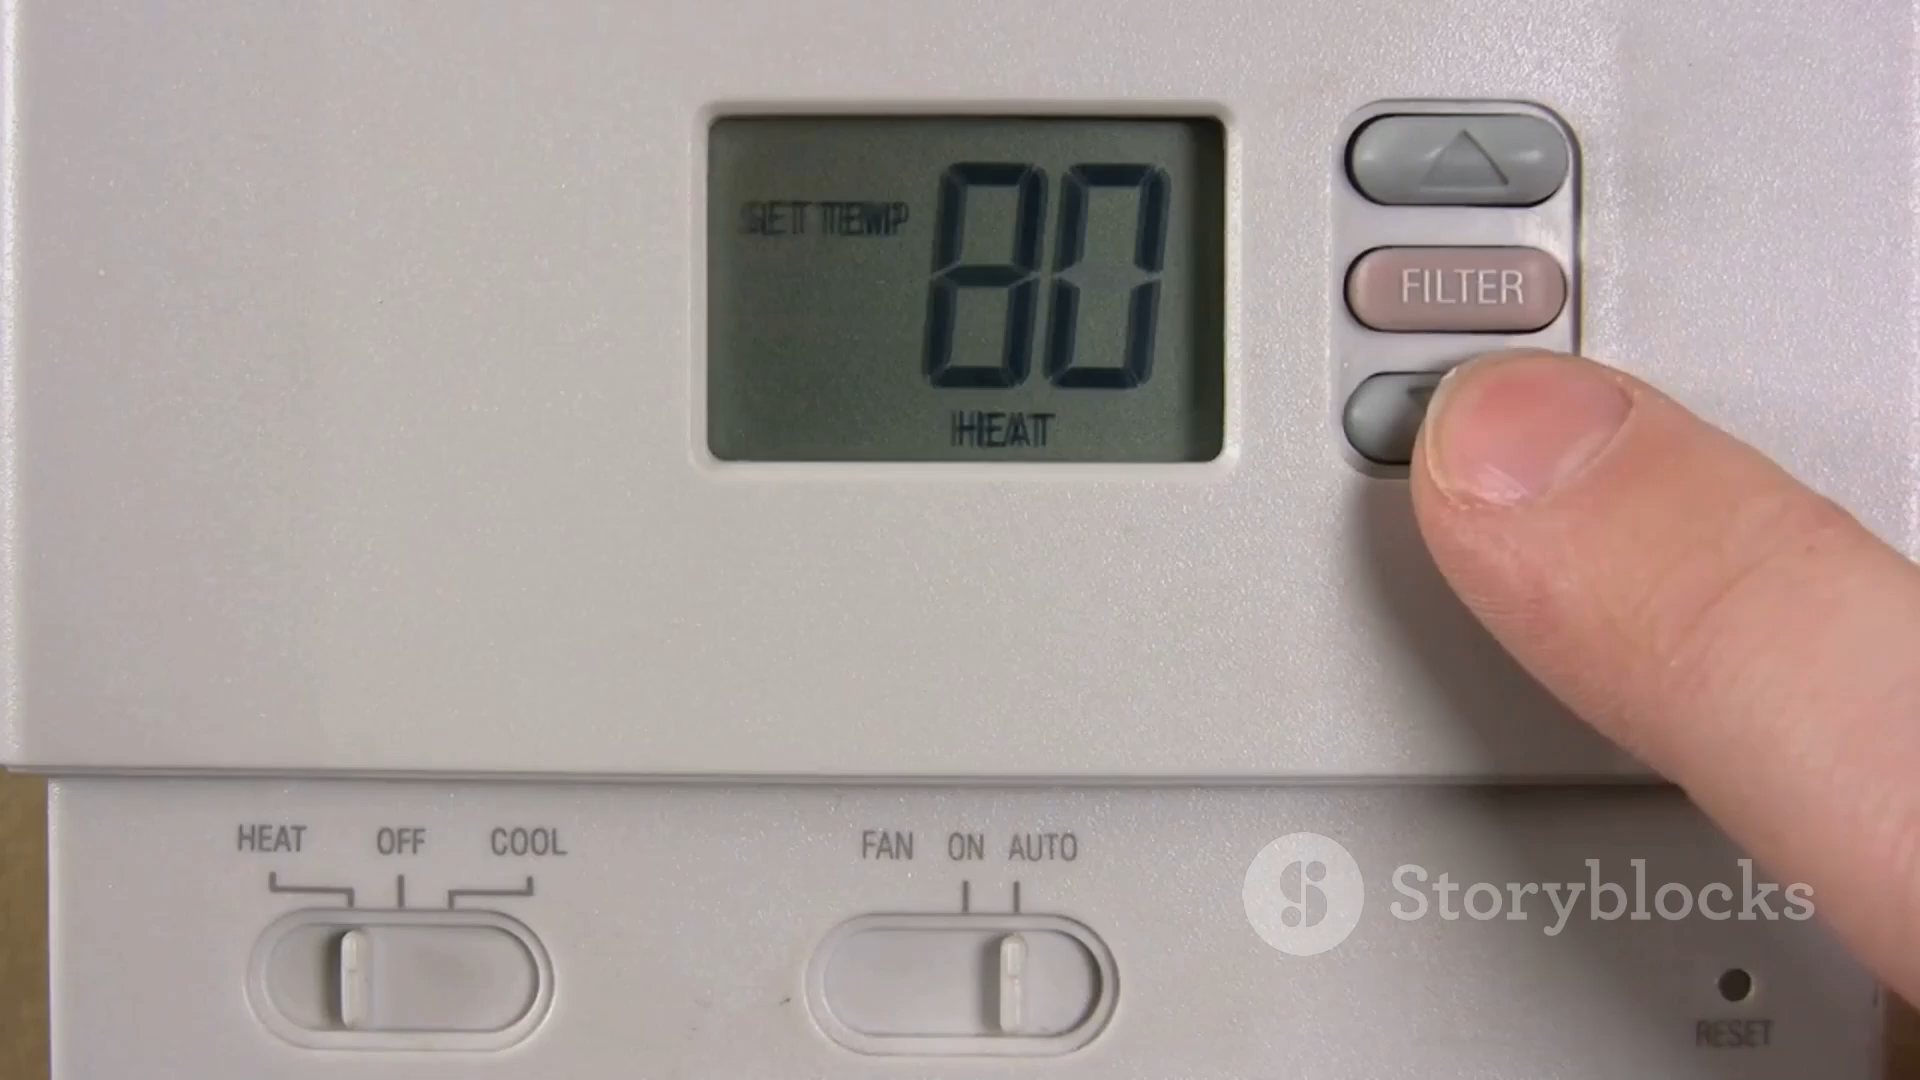 SET TEMP
80
HEAT
FILTER
HEAT OFF COOL
FAN ON AUTO
Storyblocks
RESET